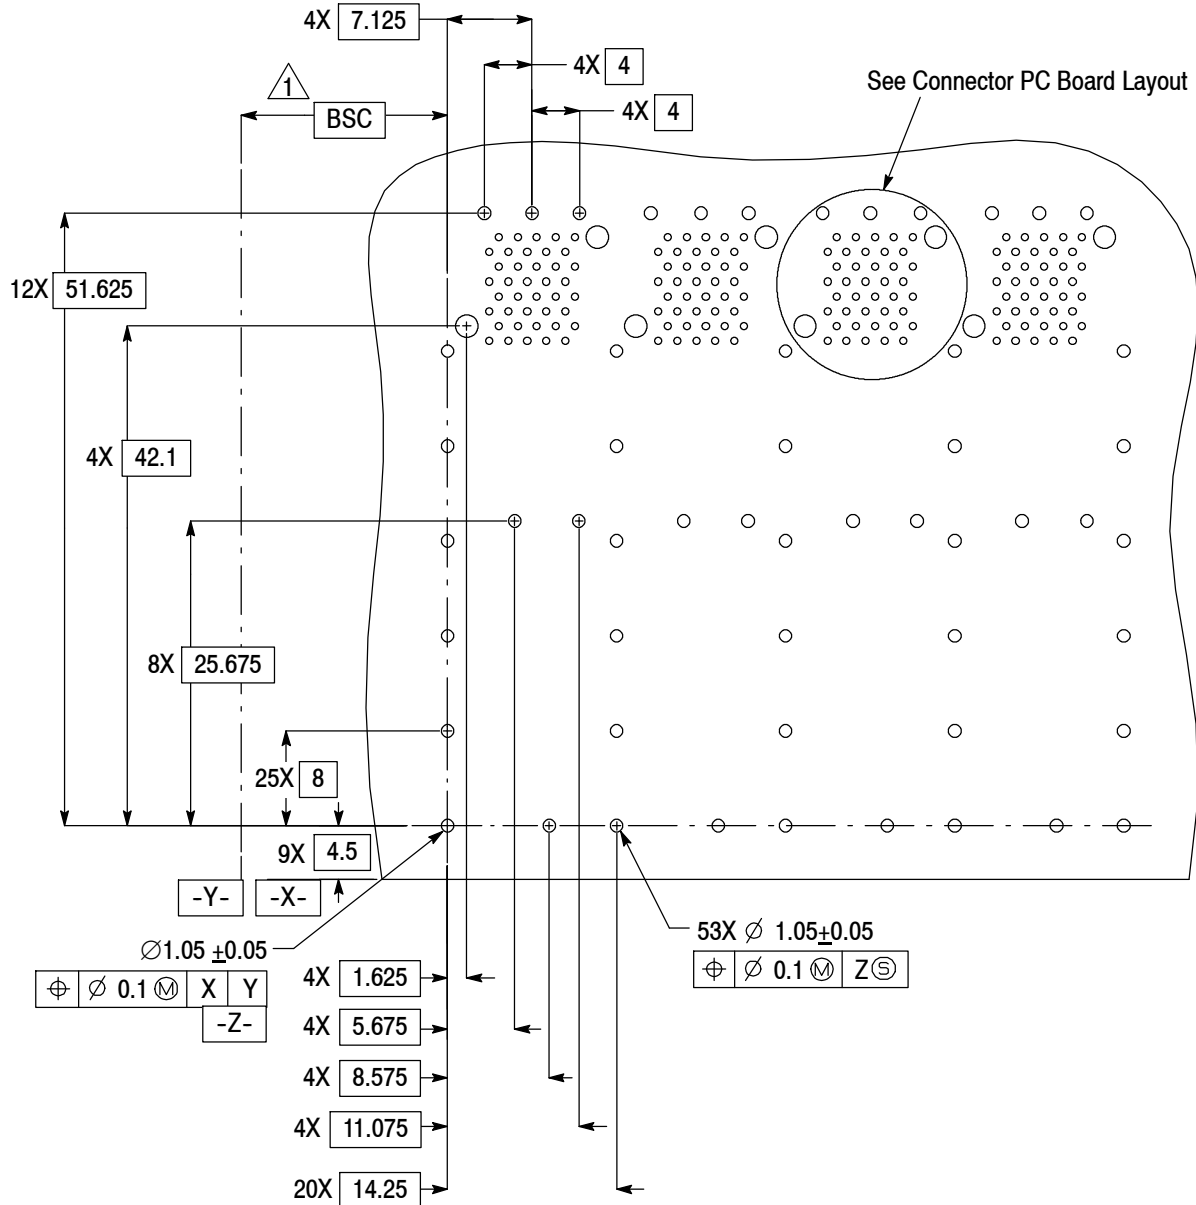 4X 7.125
4X 4
1
BSC
4X 4
See Connector PC Board Layout
12X 51.625
4X 42.1
8X 25.675
25X 8
9X 4.5
-Y- -X-
∅1.05 ±0.05
⌖ ∅ 0.1 Ⓜ X Y
-Z-
53X ∅ 1.05±0.05
⌖ ∅ 0.1 Ⓜ Z Ⓢ
4X 1.625
4X 5.675
4X 8.575
4X 11.075
20X 14.25